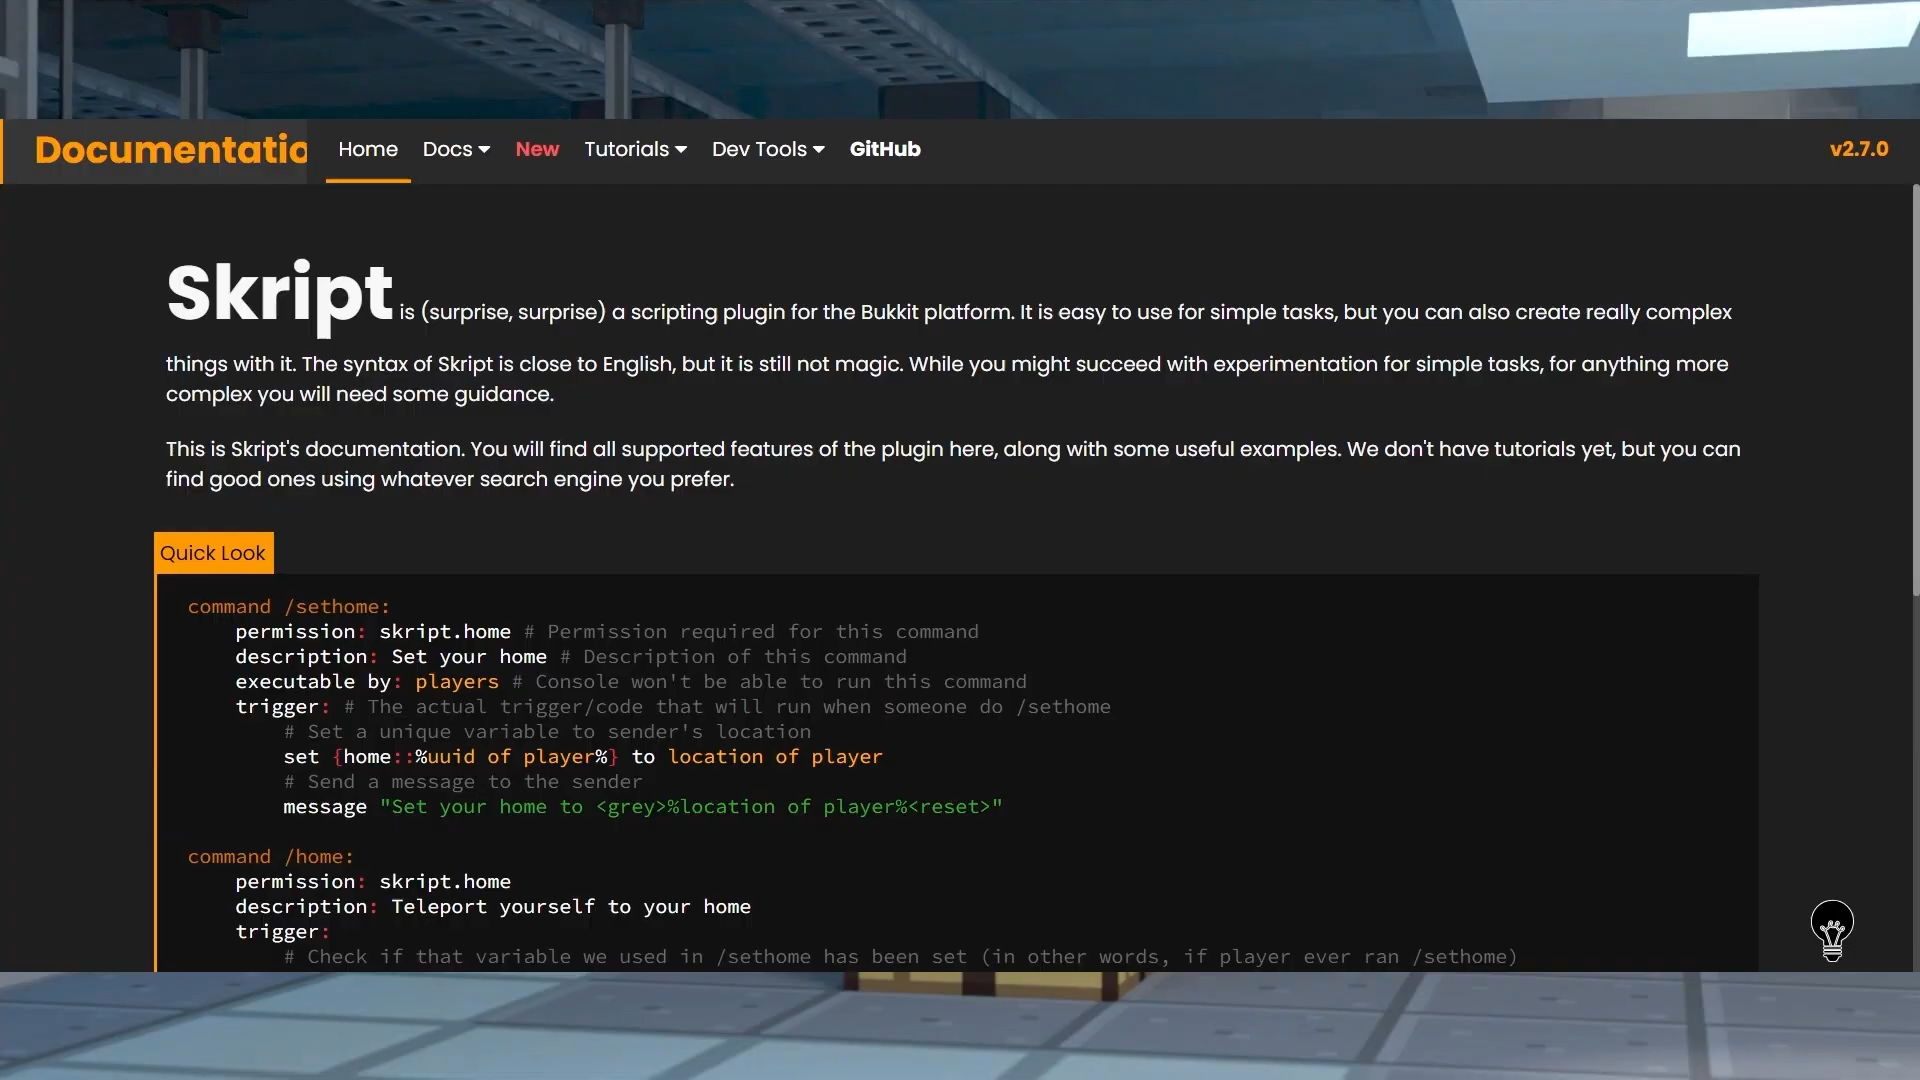 Documentatio
Home Docs New Tutorials Dev Tools GitHub v2.7.0
Skript is (surprise, surprise) a scripting plugin for the Bukkit platform. It is easy to use for simple tasks, but you can also create really complex
things with it. The syntax of Skript is close to English, but it is still not magic. While you might succeed with experimentation for simple tasks, for anything more
complex you will need some guidance.
This is Skript's documentation. You will find all supported features of the plugin here, along with some useful examples. We don't have tutorials yet, but you can
find good ones using whatever search engine you prefer.
Quick Look
command /sethome:
permission: skript.home # Permission required for this command
description: Set your home # Description of this command
executable by: players # Console won't be able to run this command
trigger: # The actual trigger/code that will run when someone do /sethome
# Set a unique variable to sender's location
set {home::%uuid of player%} to location of player
# Send a message to the sender
message "Set your home to <grey>%location of player%<reset>"
command /home:
permission: skript.home
description: Teleport yourself to your home
trigger:
# Check if that variable we used in /sethome has been set (in other words, if player ever ran /sethome)